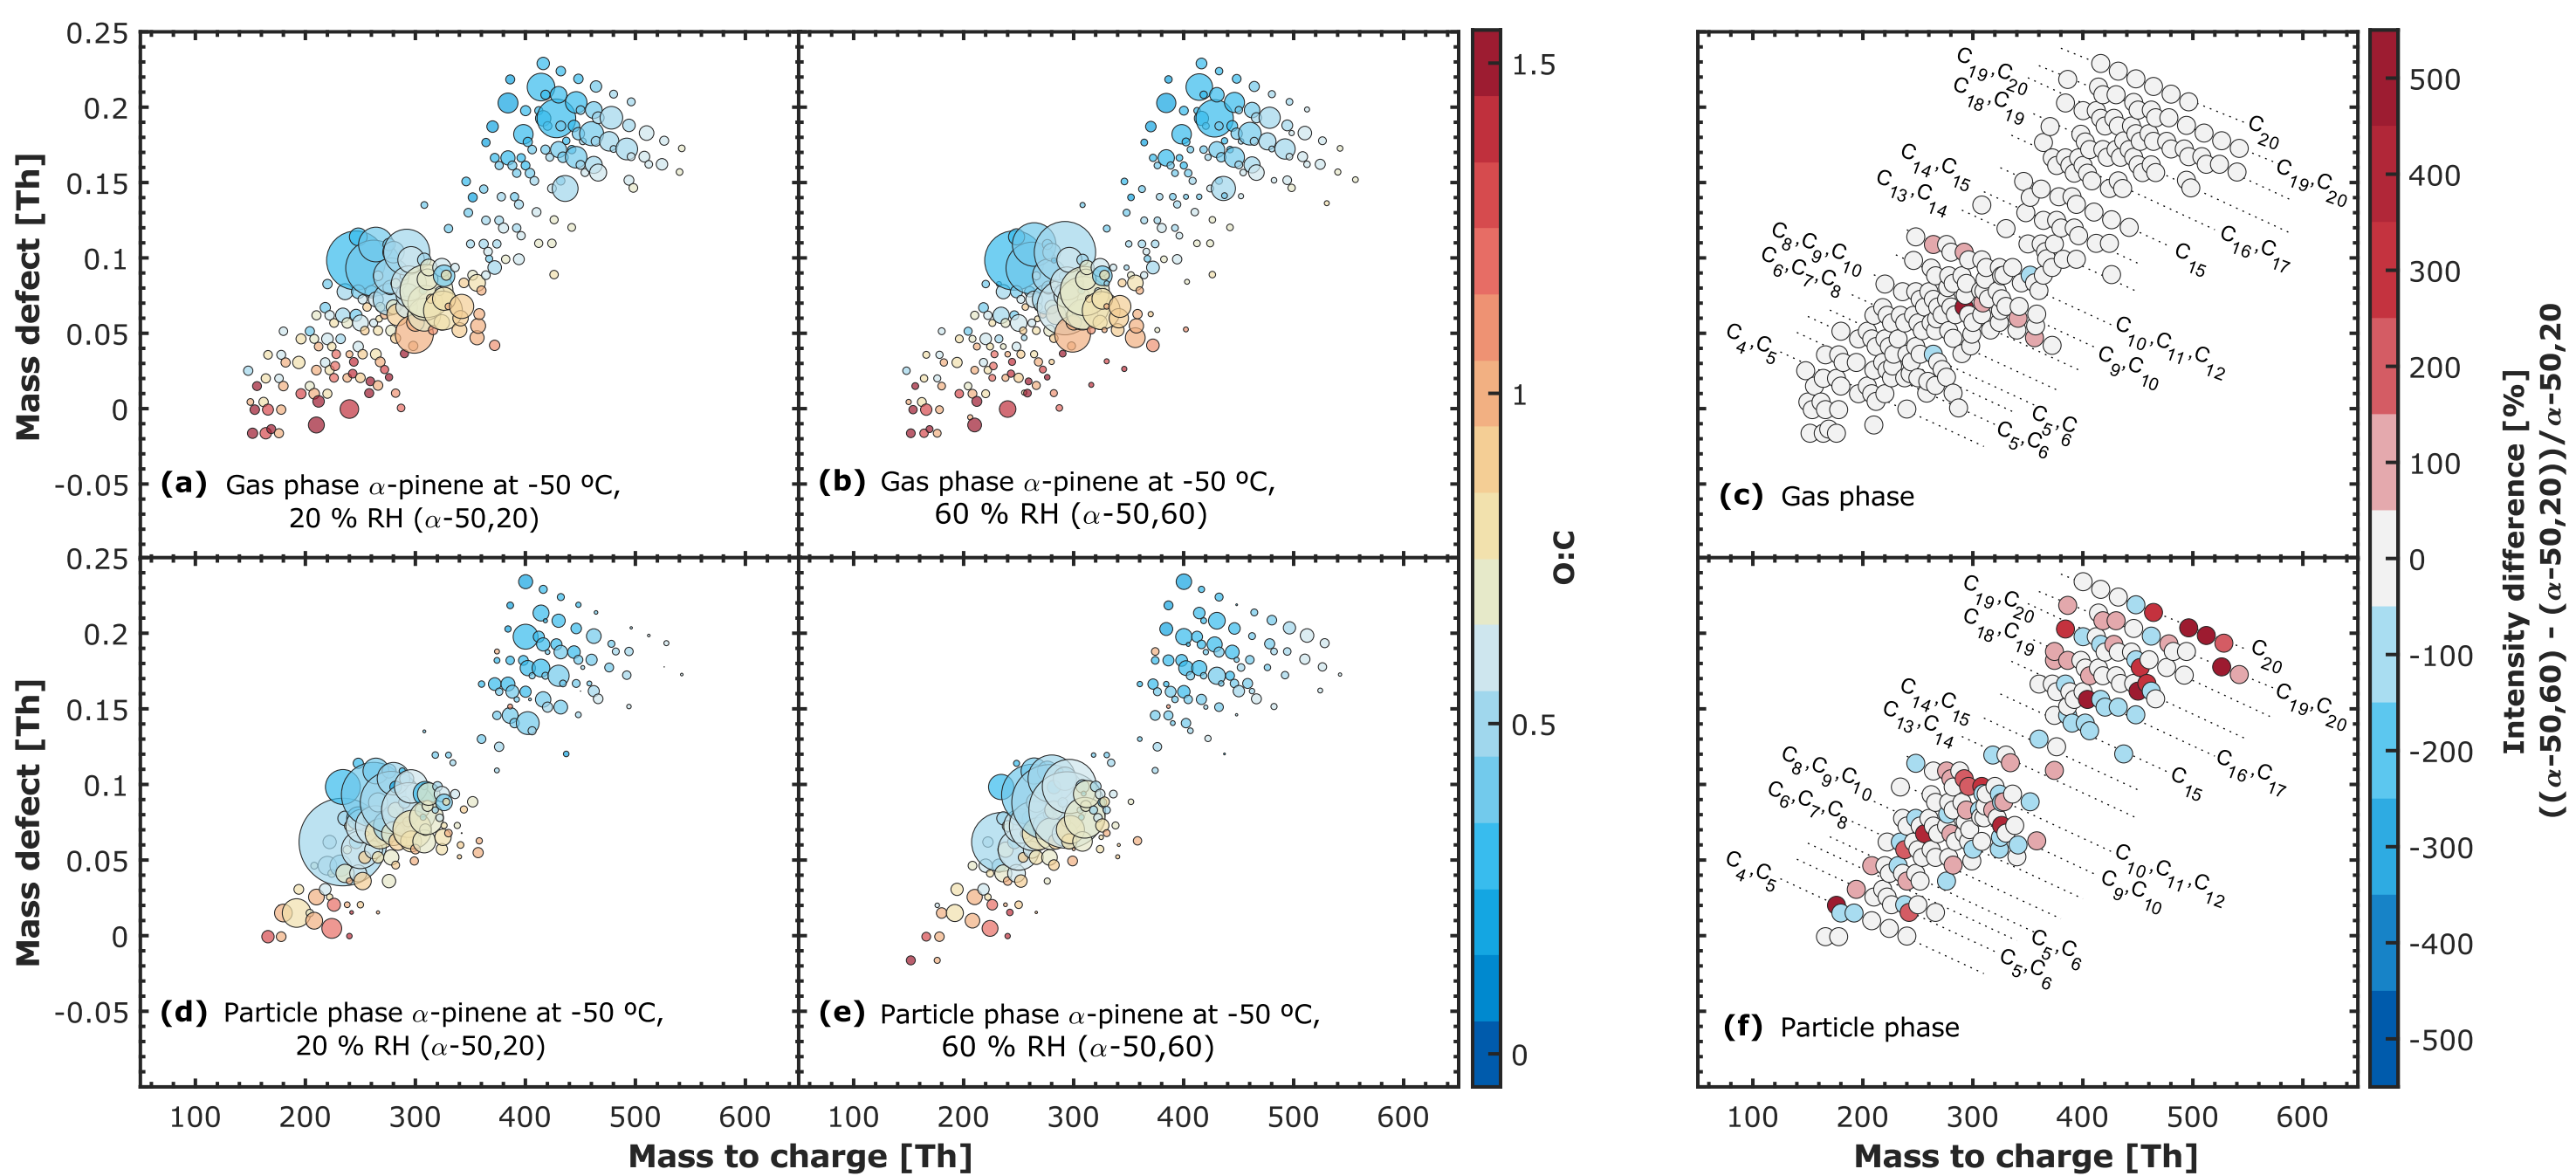 0.25
0.2
0.15
0.1
0.05
0
-0.05
Mass defect [Th]
(a) Gas phase α-pinene at -50 ºC,
20 % RH (α-50,20)
(b) Gas phase α-pinene at -50 ºC,
60 % RH (α-50,60)
0.25
0.2
0.15
0.1
0.05
0
-0.05
Mass defect [Th]
(d) Particle phase α-pinene at -50 ºC,
20 % RH (α-50,20)
(e) Particle phase α-pinene at -50 ºC,
60 % RH (α-50,60)
100 200 300 400 500 600
100 200 300 400 500 600
Mass to charge [Th]
1.5
1
0.5
0
O:C
C19,C20
C18,C19
C14,C15
C13,C14
C8,C9,C10
C6,C7,C8
C4,C5
C20
C19,C20
C16,C17
C15
C10,C11,C12
C9,C10
C5,C6
C5,C6
(c) Gas phase
C19,C20
C18,C19
C14,C15
C13,C14
C8,C9,C10
C6,C7,C8
C4,C5
C20
C19,C20
C16,C17
C15
C10,C11,C12
C9,C10
C5,C6
C5,C6
(f) Particle phase
100 200 300 400 500 600
Mass to charge [Th]
500
400
300
200
100
0
-100
-200
-300
-400
-500
Intensity difference [%]
((α-50,60) - (α-50,20))/α-50,20